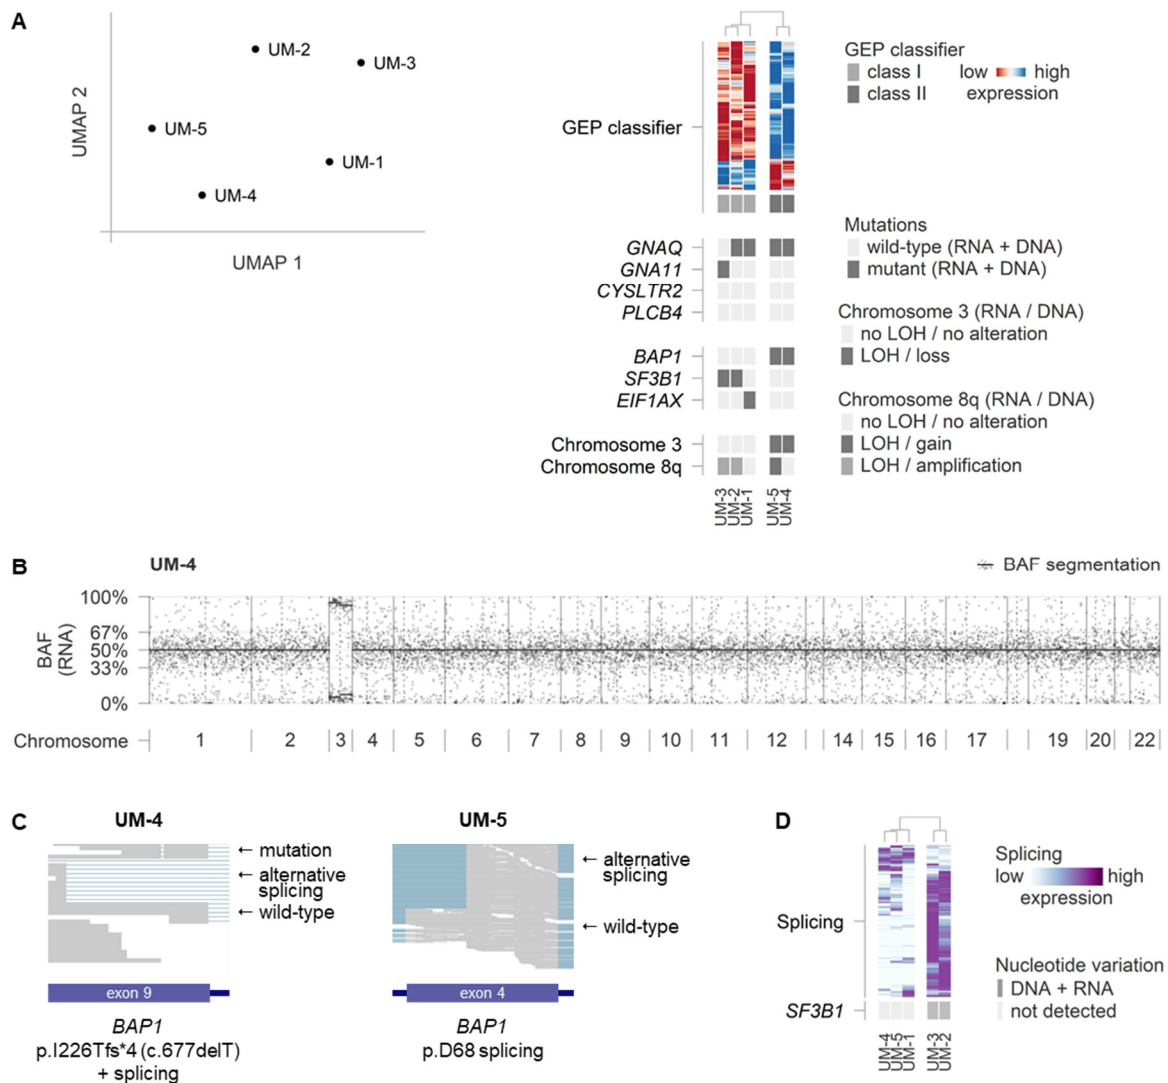 A
UMAP 2
UM-2
UM-3
UM-5
UM-1
UM-4
UMAP 1
GEP classifier
GEP classifier
class I
class II
low high
expression
GNAQ
GNA11
CYSLTR2
PLCB4
BAP1
SF3B1
EIF1AX
Chromosome 3
Chromosome 8q
UM-3
UM-2
UM-1
UM-5
UM-4
Mutations
wild-type (RNA + DNA)
mutant (RNA + DNA)
Chromosome 3 (RNA / DNA)
no LOH / no alteration
LOH / loss
Chromosome 8q (RNA / DNA)
no LOH / no alteration
LOH / gain
LOH / amplification
B
UM-4
BAF segmentation
BAF
(RNA)
100%
67%
50%
33%
0%
Chromosome 1 2 3 4 5 6 7 8 9 10 11 12 14 15 16 17 19 20 22
C
UM-4
← mutation
← alternative
splicing
← wild-type
exon 9
BAP1
p.I226Tfs*4 (c.677delT)
+ splicing
UM-5
← alternative
splicing
← wild-type
exon 4
BAP1
p.D68 splicing
D
Splicing
SF3B1
UM-4
UM-5
UM-1
UM-3
UM-2
Splicing
low high
expression
Nucleotide variation
DNA + RNA
not detected